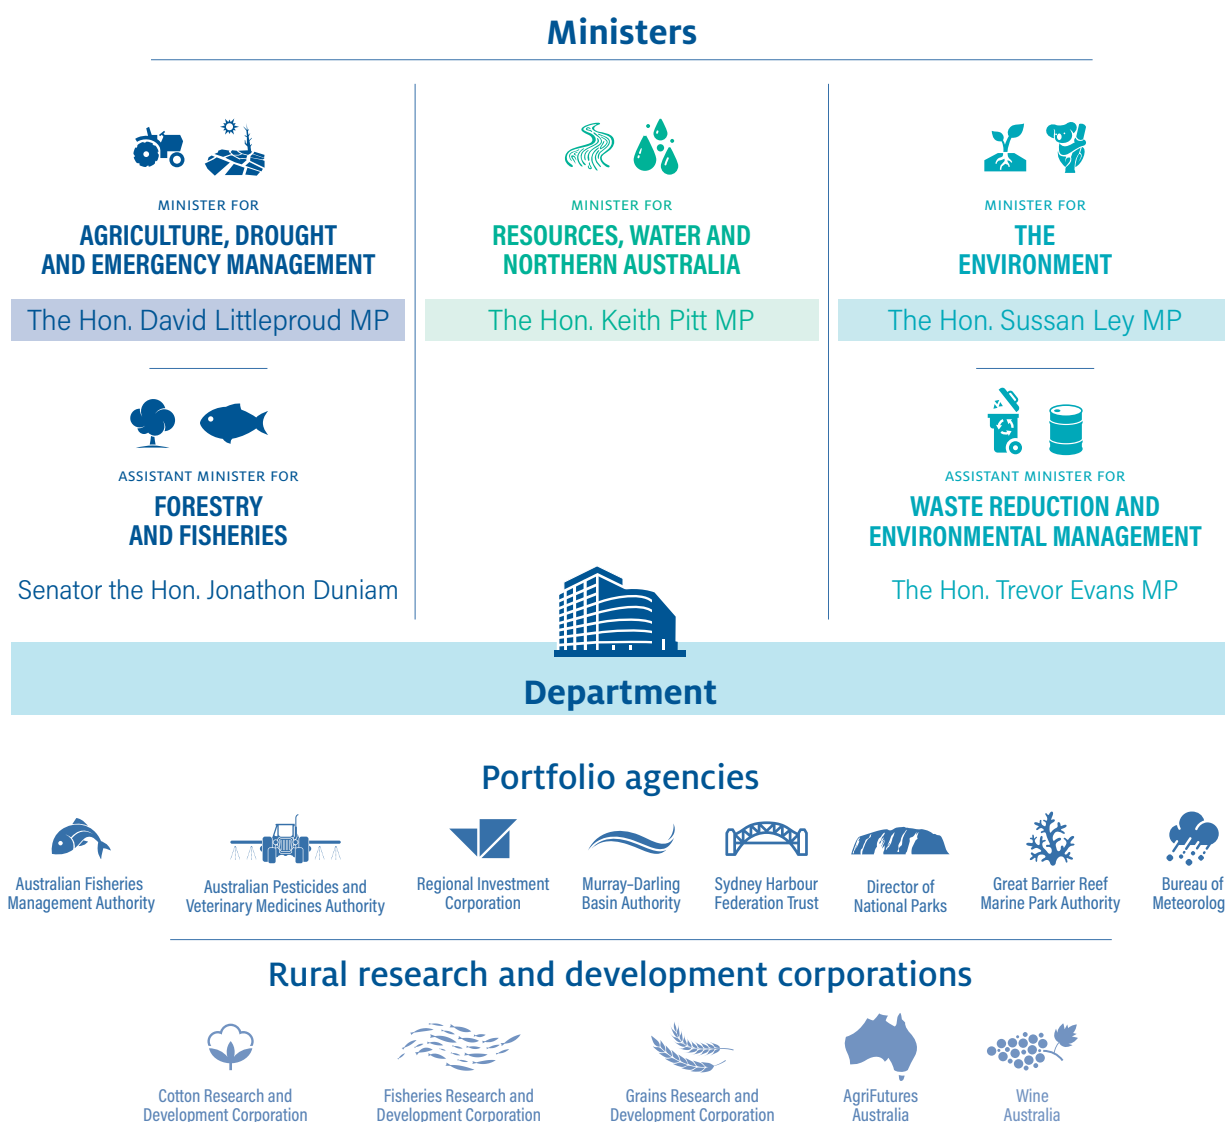 Ministers
MINISTER FOR
AGRICULTURE, DROUGHT
AND EMERGENCY MANAGEMENT
The Hon. David Littleproud MP
ASSISTANT MINISTER FOR
FORESTRY
AND FISHERIES
Senator the Hon. Jonathon Duniam
MINISTER FOR
RESOURCES, WATER AND
NORTHERN AUSTRALIA
The Hon. Keith Pitt MP
MINISTER FOR
THE
ENVIRONMENT
The Hon. Sussan Ley MP
ASSISTANT MINISTER FOR
WASTE REDUCTION AND
ENVIRONMENTAL MANAGEMENT
The Hon. Trevor Evans MP
Department
Portfolio agencies
Australian Fisheries
Management Authority
Australian Pesticides and
Veterinary Medicines Authority
Regional Investment
Corporation
Murray–Darling
Basin Authority
Sydney Harbour
Federation Trust
Director of
National Parks
Great Barrier Reef
Marine Park Authority
Bureau of
Meteorolog
Rural research and development corporations
Cotton Research and
Development Corporation
Fisheries Research and
Development Corporation
Grains Research and
Development Corporation
AgriFutures
Australia
Wine
Australia